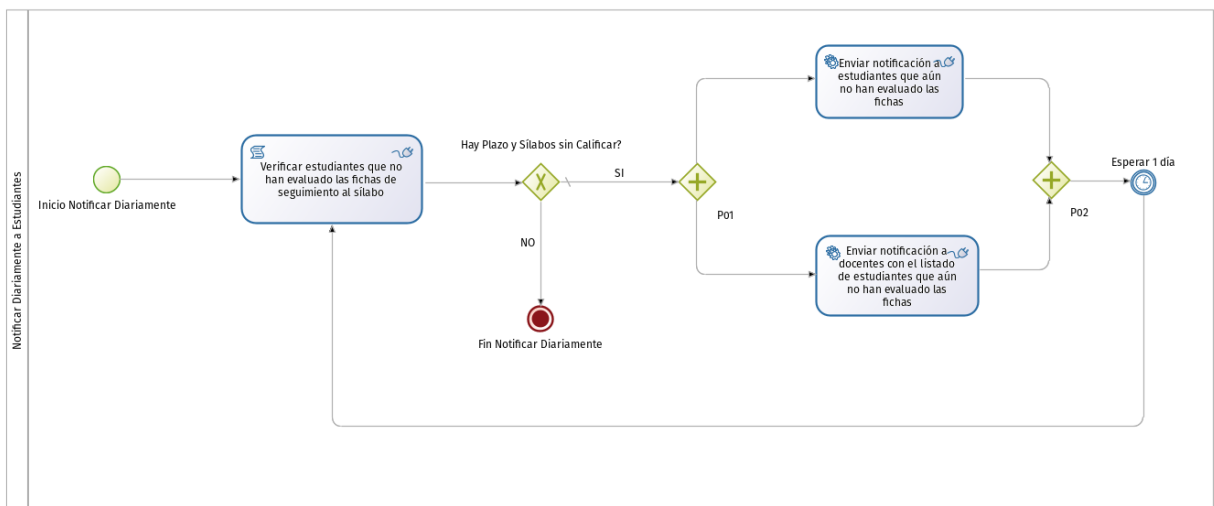 Notificar Diariamente a Estudiantes
Inicio Notificar Diariamente
Verificar estudiantes que no
han evaluado las fichas de
seguimiento al sílabo
Hay Plazo y Sílabos sin Calificar?
SI
NO
Fin Notificar Diariamente
P01
Enviar notificación a
estudiantes que aún
no han evaluado las
fichas
Enviar notificación a
docentes con el listado
de estudiantes que aún
no han evaluado las
fichas
P02
Esperar 1 día